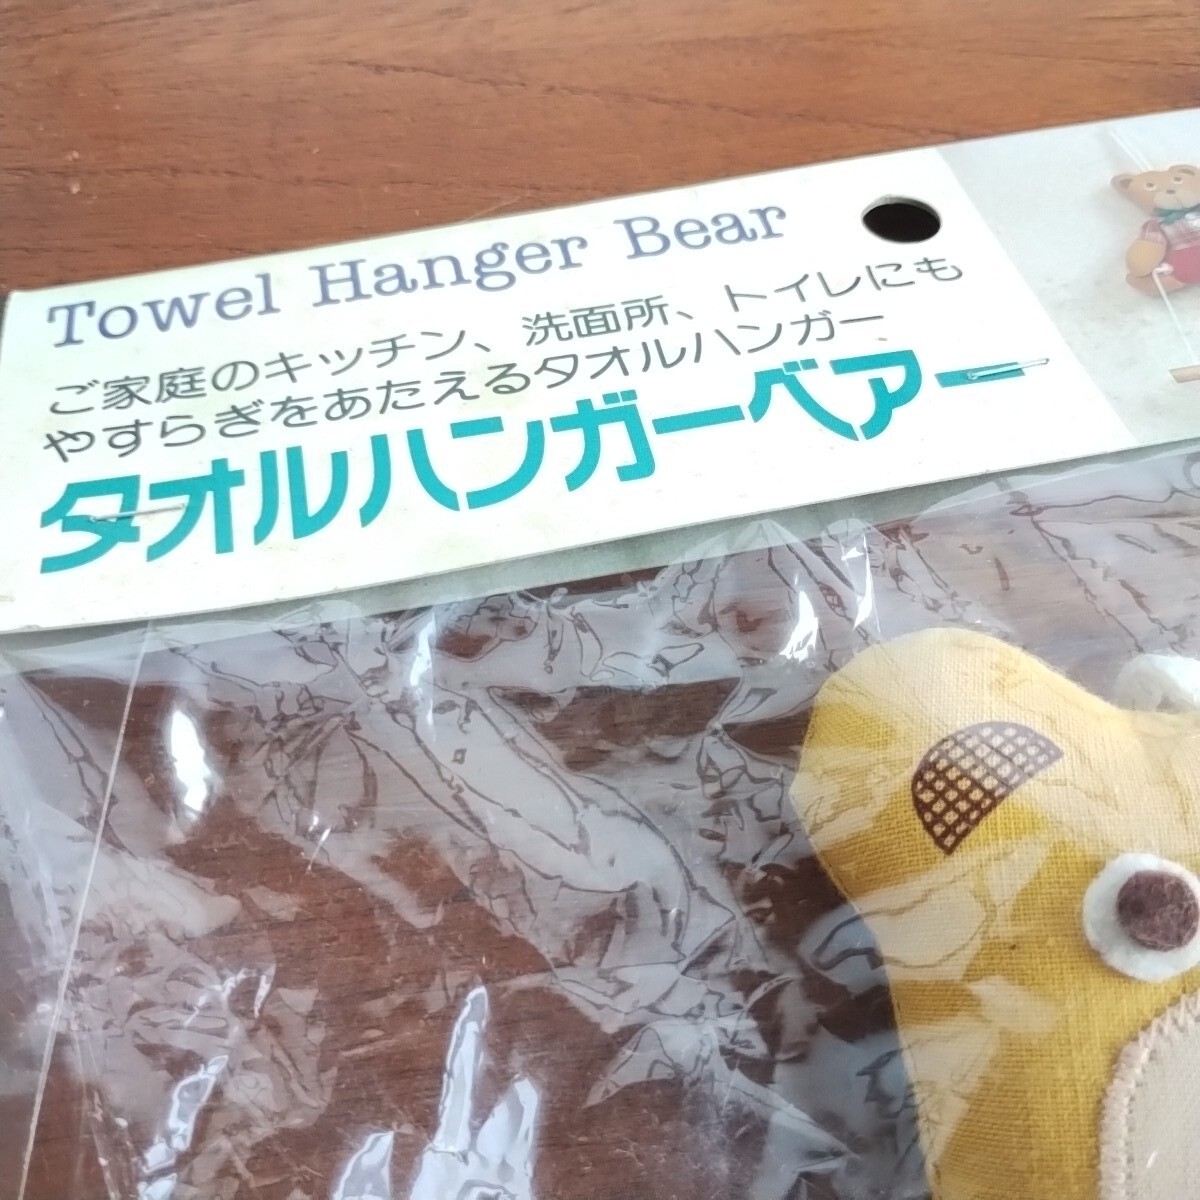 Towel Hanger Bear
ご家庭のキッチン、洗面所、トイレにも
やすらぎをあたえるタオルハンガー、
タオルハンガーベアー